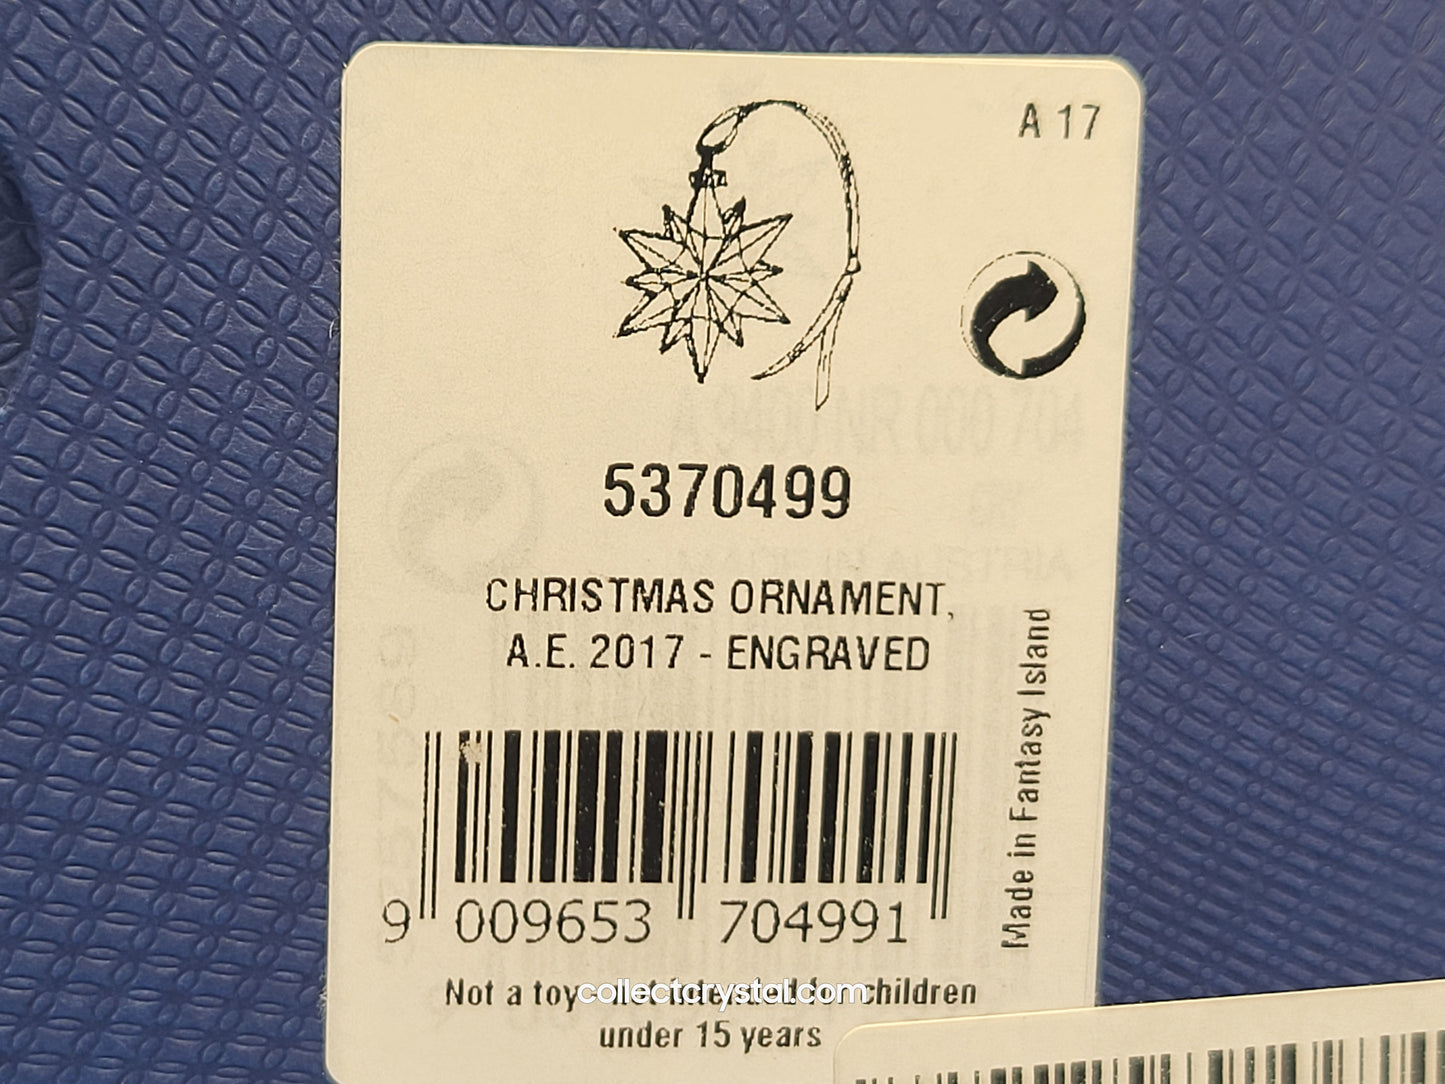 A 17
5370499
CHRISTMAS ORNAMENT,
A.E. 2017 - ENGRAVED
Made in Fantasy Island
9 009653 704991
Not a toy children
collectcrystal.com
under 15 years